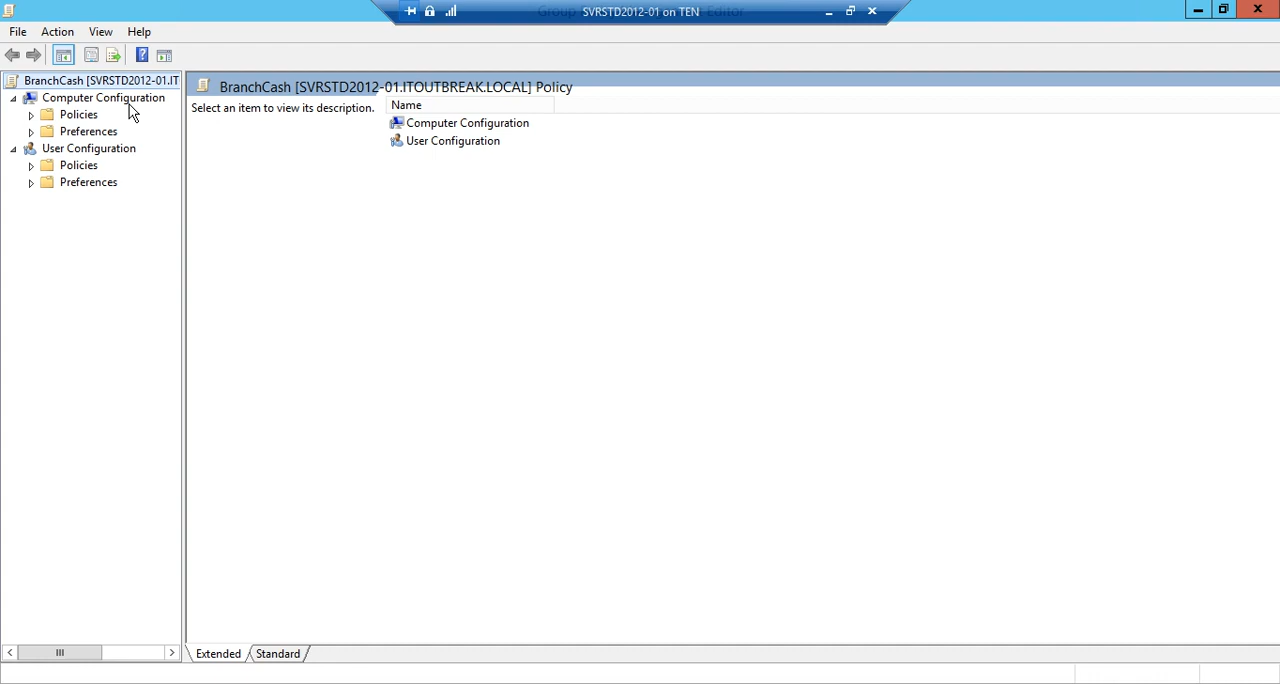 SVRSTD2012-01 on TEN
File Action View Help
BranchCash [SVRSTD2012-01.IT
Computer Configuration
Policies
Preferences
User Configuration
Policies
Preferences
BranchCash [SVRSTD2012-01.ITOUTBREAK.LOCAL] Policy
Select an item to view its description.
Name
Computer Configuration
User Configuration
Extended Standard